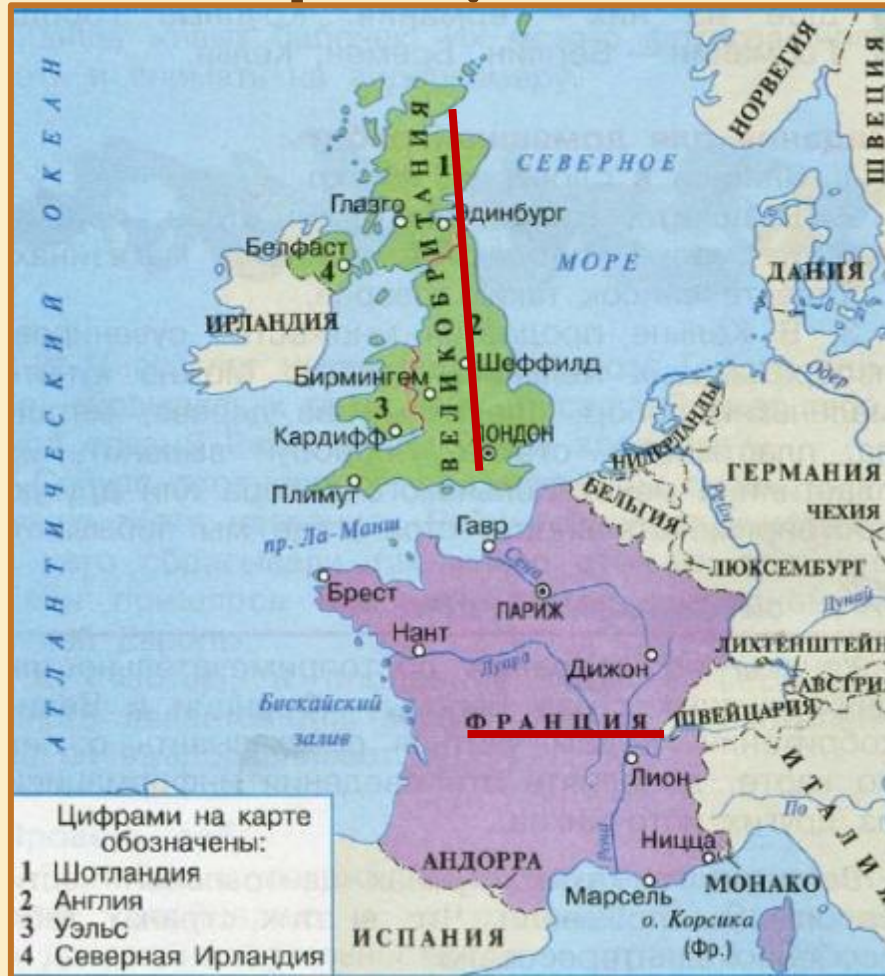 АТЛАНТИЧЕСКИЙ ОКЕАН
НОРВЕГИЯ
ШВЕЦИЯ
ВЕЛИКОБРИТАНИЯ
1
СЕВЕРНОЕ
МОРЕ
Глазго
Эдинбург
Белфаст
4
ДАНИЯ
ИРЛАНДИЯ
2
Шеффилд
Бирмингем
3
Кардифф
ЛОНДОН
Одер
НИДЕРЛАНДЫ
ГЕРМАНИЯ
Плимут
БЕЛЬГИЯ
Рейн
ЧЕХИЯ
пр. Ла-Манш
Гавр
ЛЮКСЕМБУРГ
Брест
Сена
ПАРИЖ
Дунай
Нант
Луара
Дижон
ЛИХТЕНШТЕЙН
АВСТРИ
Бискайский
залив
ФРАНЦИЯ
ШВЕЙЦАРИЯ
Лион
ИТАЛИ
По
Рона
Ницца
АНДОРРА
Марсель
МОНАКО
о. Корсика
(Фр.)
ИСПАНИЯ
Цифрами на карте
обозначены:
1 Шотландия
2 Англия
3 Уэльс
4 Северная Ирландия